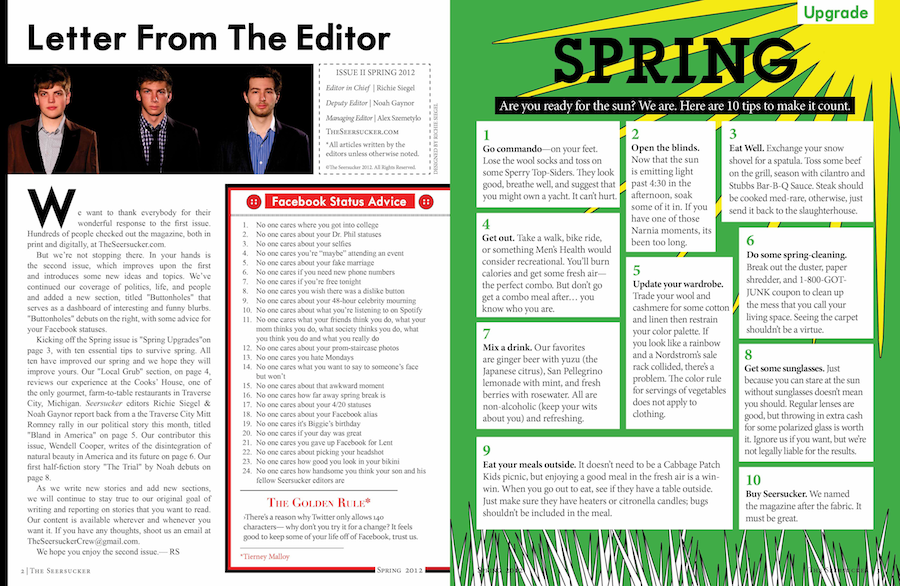 Letter From The Editor
ISSUE II SPRING 2012
Editor in Chief | Richie Siegel
Deputy Editor | Noah Gaynor
Managing Editor | Alex Szemetylo
TheSeersucker.com
*All articles written by the
editors unless otherwise noted.
©The Seersucker 2012. All Rights Reserved.
DESIGNED BY RICHIE SIEGEL
We want to thank everybody for their
wonderful response to the first issue.
Hundreds of people checked out the magazine, both in
print and digitally, at TheSeersucker.com.
But we're not stopping there. In your hands is
the second issue, which improves upon the first
and introduces some new ideas and topics. We've
continued our coverage of politics, life, and people
and added a new section, titled "Buttonholes" that
serves as a dashboard of interesting and funny blurbs.
"Buttonholes" debuts on the right, with some advice for
your Facebook statuses.
Kicking off the Spring issue is "Spring Upgrades"on
page 3, with ten essential tips to survive spring. All
ten have improved our spring and we hope they will
improve yours. Our "Local Grub" section, on page 4,
reviews our experience at the Cooks' House, one of
the only gourmet, farm-to-table restaurants in Traverse
City, Michigan. Seersucker editors Richie Siegel &
Noah Gaynor report back from a the Traverse City Mitt
Romney rally in our political story this month, titled
"Bland in America" on page 5. Our contributor this
issue, Wendell Cooper, writes of the disintegration of
natural beauty in America and its future on page 6. Our
first half-fiction story "The Trial" by Noah debuts on
page 8.
As we write new stories and add new sections,
we will continue to stay true to our original goal of
writing and reporting on stories that you want to read.
Our content is available wherever and whenever you
want it. If you have any thoughts, shoot us an email at
TheSeersuckerCrew@gmail.com.
We hope you enjoy the second issue.— RS
2 | The Seersucker
Facebook Status Advice
1. No one cares where you got into college
2. No one cares about your Dr. Phil statuses
3. No one cares about your selfies
4. No one cares you're "maybe" attending an event
5. No one cares about your fake marriage
6. No one cares if you need new phone numbers
7. No one cares if you're free tonight
8. No one cares you wish there was a dislike button
9. No one cares about your 48-hour celebrity mourning
10. No one cares about what you're listening to on Spotify
11. No one cares what your friends think you do, what your
mom thinks you do, what society thinks you do, what
you think you do and what you really do
12. No one cares about your prom-staircase photos
13. No one cares you hate Mondays
14. No one cares what you want to say to someone's face
but won't
15. No one cares about that awkward moment
16. No one cares how far away spring break is
17. No one cares about your 4/20 statuses
18. No one cares about your Facebook alias
19. No one cares it's Biggie's birthday
20. No one cares if your day was great
21. No one cares you gave up Facebook for Lent
22. No one cares about picking your headshot
23. No one cares how good you look in your bikini
24. No one cares how handsome you think your son and his
fellow Seersucker editors are
The Golden Rule*
›There's a reason why Twitter only allows 140
characters— why don't you try it for a change? It feels
good to keep some of your life off of Facebook, trust us.
*Tierney Malloy
Spring 2012
Upgrade
SPRING
Are you ready for the sun? We are. Here are 10 tips to make it count.
1
Go commando—on your feet.
Lose the wool socks and toss on
some Sperry Top-Siders. They look
good, breathe well, and suggest that
you might own a yacht. It can't hurt.
2
Open the blinds.
Now that the sun
is emitting light
past 4:30 in the
afternoon, soak
some of it in. If you
have one of those
Narnia moments, its
been too long.
3
Eat Well. Exchange your snow
shovel for a spatula. Toss some beef
on the grill, season with cilantro and
Stubbs Bar-B-Q Sauce. Steak should
be cooked med-rare, otherwise, just
send it back to the slaughterhouse.
4
Get out. Take a walk, bike ride,
or something Men's Health would
consider recreational. You'll burn
calories and get some fresh air—
the perfect combo. But don't go
get a combo meal after… you
know who you are.
5
Update your wardrobe.
Trade your wool and
cashmere for some cotton
and linen then restrain
your color palette. If
you look like a rainbow
and a Nordstrom's sale
rack collided, there's a
problem. The color rule
for servings of vegetables
does not apply to
clothing.
6
Do some spring-cleaning.
Break out the duster, paper
shredder, and 1-800-GOT-
JUNK coupon to clean up
the mess that you call your
living space. Seeing the carpet
shouldn't be a virtue.
7
Mix a drink. Our favorites
are ginger beer with yuzu (the
Japanese citrus), San Pellegrino
lemonade with mint, and fresh
berries with rosewater. All are
non-alcoholic (keep your wits
about you) and refreshing.
8
Get some sunglasses. Just
because you can stare at the sun
without sunglasses doesn't mean
you should. Regular lenses are
good, but throwing in extra cash
for some polarized glass is worth
it. Ignore us if you want, but we're
not legally liable for the results.
9
Eat your meals outside. It doesn't need to be a Cabbage Patch
Kids picnic, but enjoying a good meal in the fresh air is a win-
win. When you go out to eat, see if they have a table outside.
Just make sure they have heaters or citronella candles; bugs
shouldn't be included in the meal.
10
Buy Seersucker. We named
the magazine after the fabric. It
must be great.
Spring 2012
The Seersucker